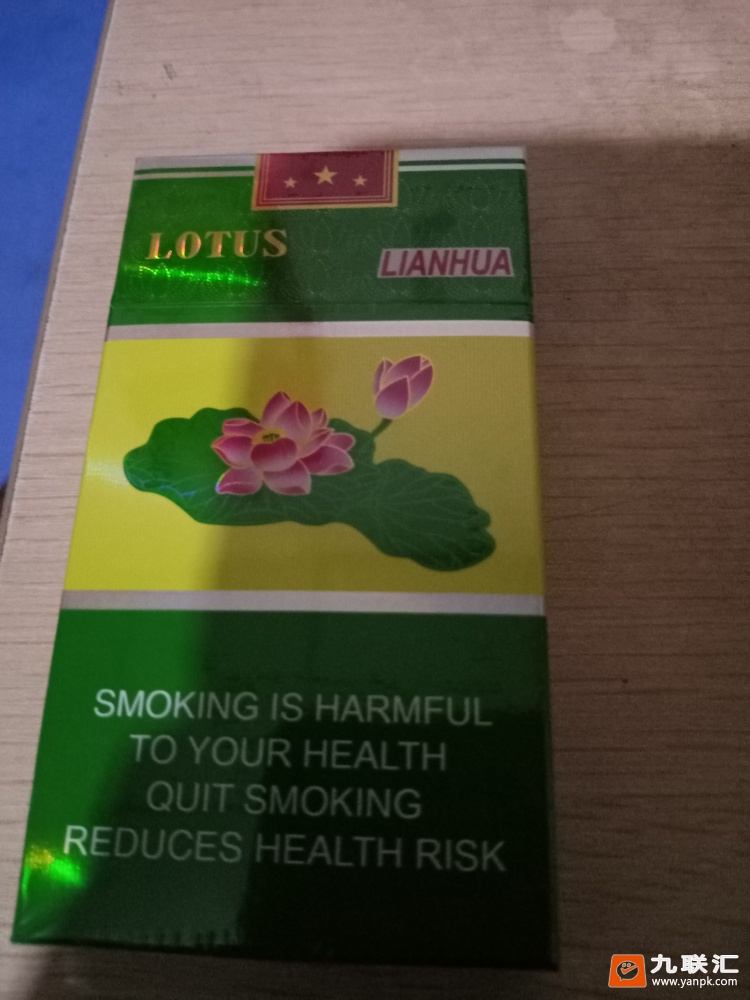 LOTUS
LIANHUA
SMOKING IS HARMFUL
TO YOUR HEALTH
QUIT SMOKING
REDUCES HEALTH RISK
九联汇
www.yanpk.com